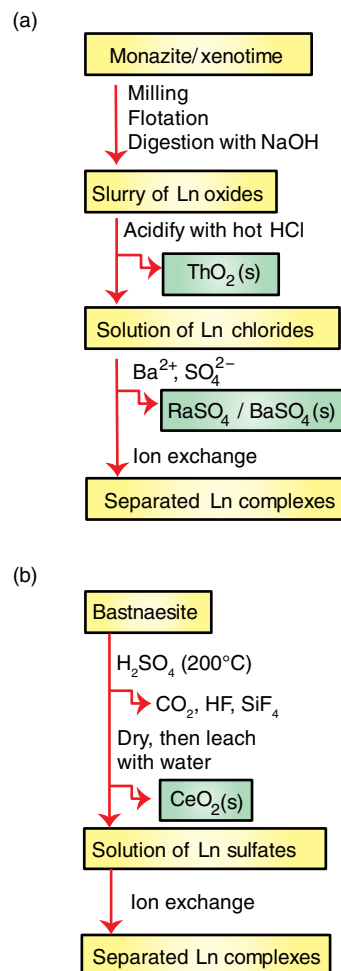 (a)
Monazite/xenotime
Milling
Flotation
Digestion with NaOH
Slurry of Ln oxides
Acidify with hot HCl
ThO₂(s)
Solution of Ln chlorides
Ba²⁺, SO₄²⁻
RaSO₄ / BaSO₄(s)
Ion exchange
Separated Ln complexes
(b)
Bastnaesite
H₂SO₄ (200°C)
CO₂, HF, SiF₄
Dry, then leach
with water
CeO₂(s)
Solution of Ln sulfates
Ion exchange
Separated Ln complexes